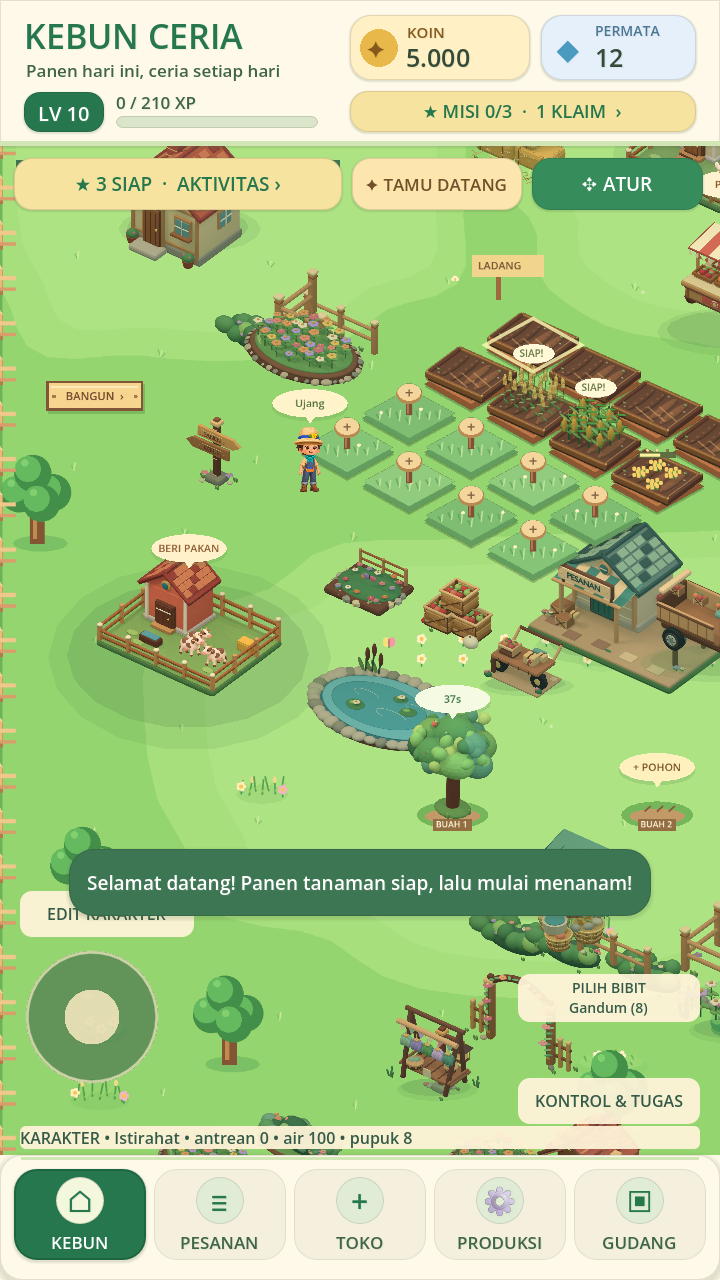 KEBUN CERIA
Panen hari ini, ceria setiap hari
LV 10
0 / 210 XP
KOIN
5.000
PERMATA
12
★ MISI 0/3 · 1 KLAIM ›
★ 3 SIAP · AKTIVITAS ›
TAMU DATANG
ATUR
LADANG
SIAP!
SIAP!
BANGUN ›
Ujang
BERI PAKAN
PESANAN
37s
+ POHON
BUAH 1
BUAH 2
Selamat datang! Panen tanaman siap, lalu mulai menanam!
EDIT KARAKTER
PILIH BIBIT
Gandum (8)
KONTROL & TUGAS
KARAKTER • Istirahat • antrean 0 • air 100 • pupuk 8
KEBUN
PESANAN
TOKO
PRODUKSI
GUDANG